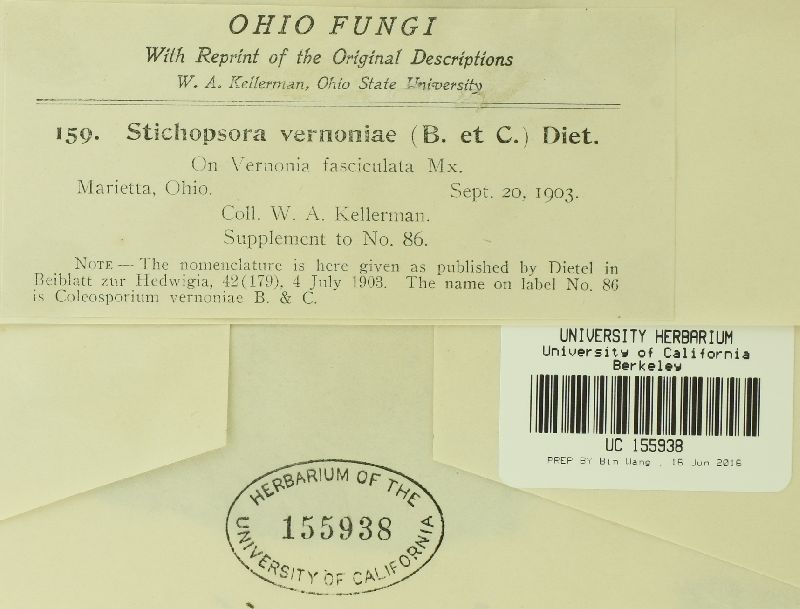 OHIO FUNGI
With Reprint of the Original Descriptions
W. A. Kellerman, Ohio State University
159. Stichopsora vernoniae (B. et C.) Diet.
On Vernonia fasciculata Mx.
Marietta, Ohio. Sept. 20, 1903.
Coll. W. A. Kellerman.
Supplement to No. 86.
NOTE — The nomenclature is here given as published by Dietel in
Beiblatt zur Hedwigia, 42(179), 4 July 1903. The name on label No. 86
is Coleosporium vernoniae B. & C.
UNIVERSITY HERBARIUM
University of California
Berkeley
UC 155938
PREP BY Bin Wang , 16 Jun 2016
HERBARIUM OF THE
155938
UNIVERSITY OF CALIFORNIA